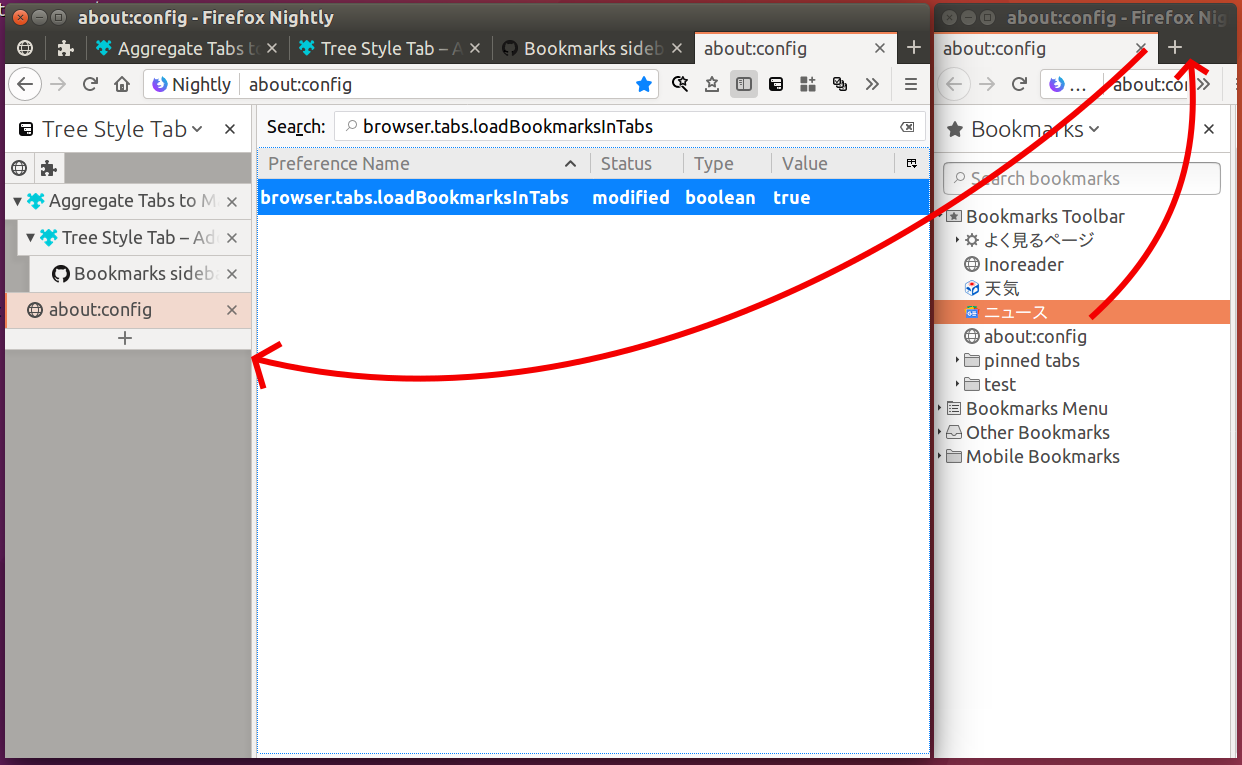 about:config - Firefox Nightly
Aggregate Tabs to
Tree Style Tab – A
Bookmarks sideb
about:config
Nightly
about:config
Tree Style Tab
Aggregate Tabs to M
Tree Style Tab – Ad
Bookmarks sideba
about:config
Search:
browser.tabs.loadBookmarksInTabs
Preference Name
Status
Type
Value
browser.tabs.loadBookmarksInTabs
modified
boolean
true
about:config - Firefox Nig
about:config
...
about:co
Bookmarks
Search bookmarks
Bookmarks Toolbar
よく見るページ
Inoreader
天気
ニュース
about:config
pinned tabs
test
Bookmarks Menu
Other Bookmarks
Mobile Bookmarks